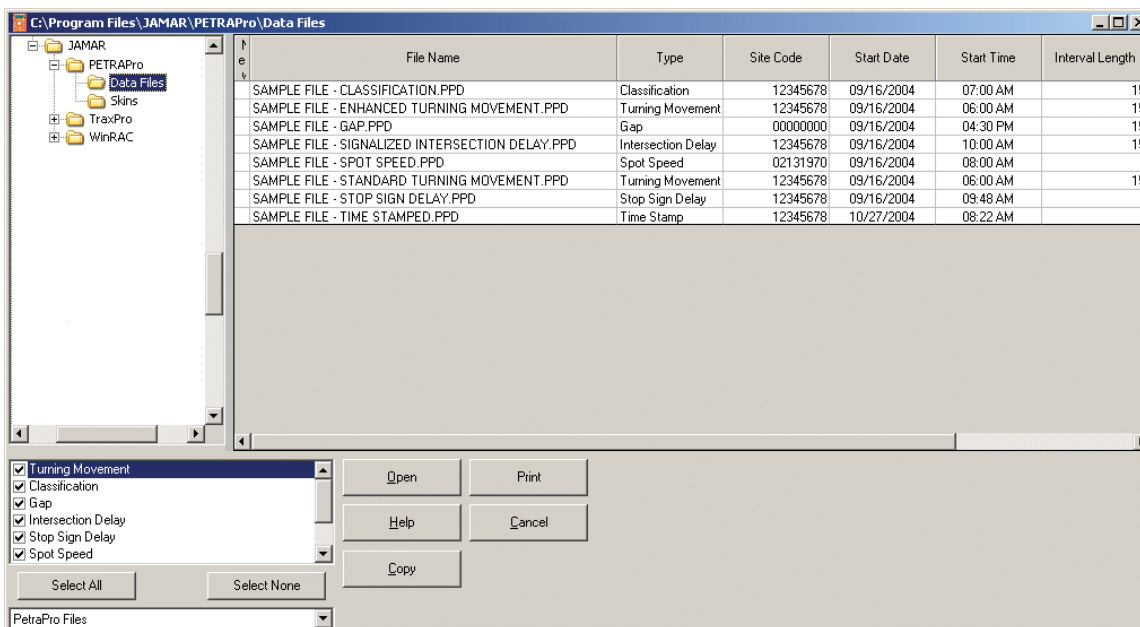 C:\Program Files\JAMAR\PETRAPro\Data Files
JAMAR
PETRAPro
Data Files
Skins
TraxPro
WinRAC
File Name Type Site Code Start Date Start Time Interval Length
SAMPLE FILE - CLASSIFICATION.PPD Classification 12345678 09/16/2004 07:00 AM
SAMPLE FILE - ENHANCED TURNING MOVEMENT.PPD Turning Movement 12345678 09/16/2004 06:00 AM
SAMPLE FILE - GAP.PPD Gap 00000000 09/16/2004 04:30 PM
SAMPLE FILE - SIGNALIZED INTERSECTION DELAY.PPD Intersection Delay 12345678 09/16/2004 10:00 AM
SAMPLE FILE - SPOT SPEED.PPD Spot Speed 02131970 09/16/2004 08:00 AM
SAMPLE FILE - STANDARD TURNING MOVEMENT.PPD Turning Movement 12345678 09/16/2004 06:00 AM
SAMPLE FILE - STOP SIGN DELAY.PPD Stop Sign Delay 12345678 09/16/2004 09:48 AM
SAMPLE FILE - TIME STAMPED.PPD Time Stamp 12345678 10/27/2004 08:22 AM
Turning Movement
Classification
Gap
Intersection Delay
Stop Sign Delay
Spot Speed
Open Print
Help Cancel
Copy
Select All Select None
PetraPro Files